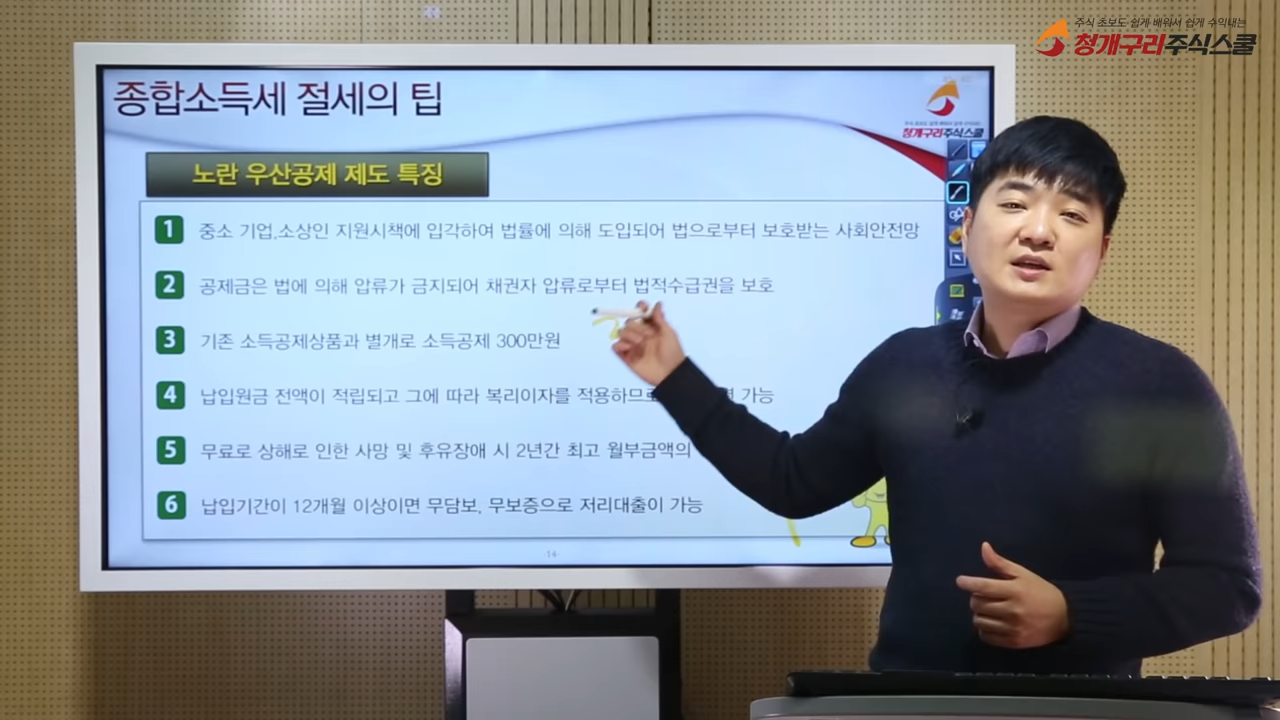 주식 초보도 쉽게 배워서 쉽게 수익내는
청개구리주식스쿨
종합소득세 절세의 팁
청개구리주식스쿨
노란 우산공제 제도 특징
1 중소 기업,소상인 지원시책에 입각하여 법률에 의해 도입되어 법으로부터 보호받는 사회안전망
2 공제금은 법에 의해 압류가 금지되어 채권자 압류로부터 법적수급권을 보호
3 기존 소득공제상품과 별개로 소득공제 300만원
4 납입원금 전액이 적립되고 그에 따라 복리이자를 가능
5 무료로 상해로 인한 사망 및 후유장애 시 2년간 최고 월부금액의
6 납입기간이 12개월 이상이면 무담보, 무보증으로 저리대출이 가능
14